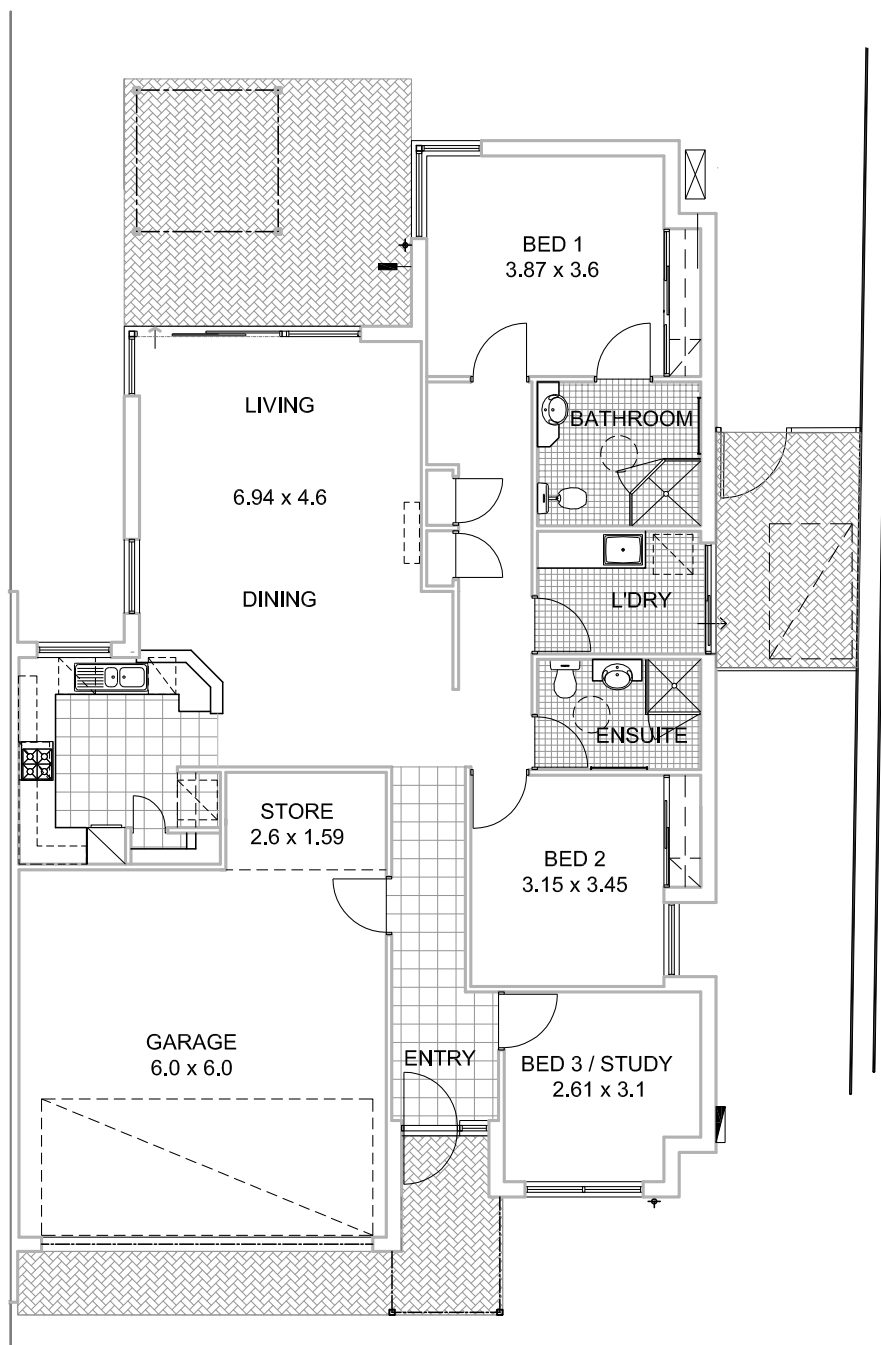 BED 1
3.87 x 3.6
LIVING
BATHROOM
6.94 x 4.6
DINING
L'DRY
ENSUITE
STORE
2.6 x 1.59
BED 2
3.15 x 3.45
GARAGE
6.0 x 6.0
ENTRY
BED 3 / STUDY
2.61 x 3.1